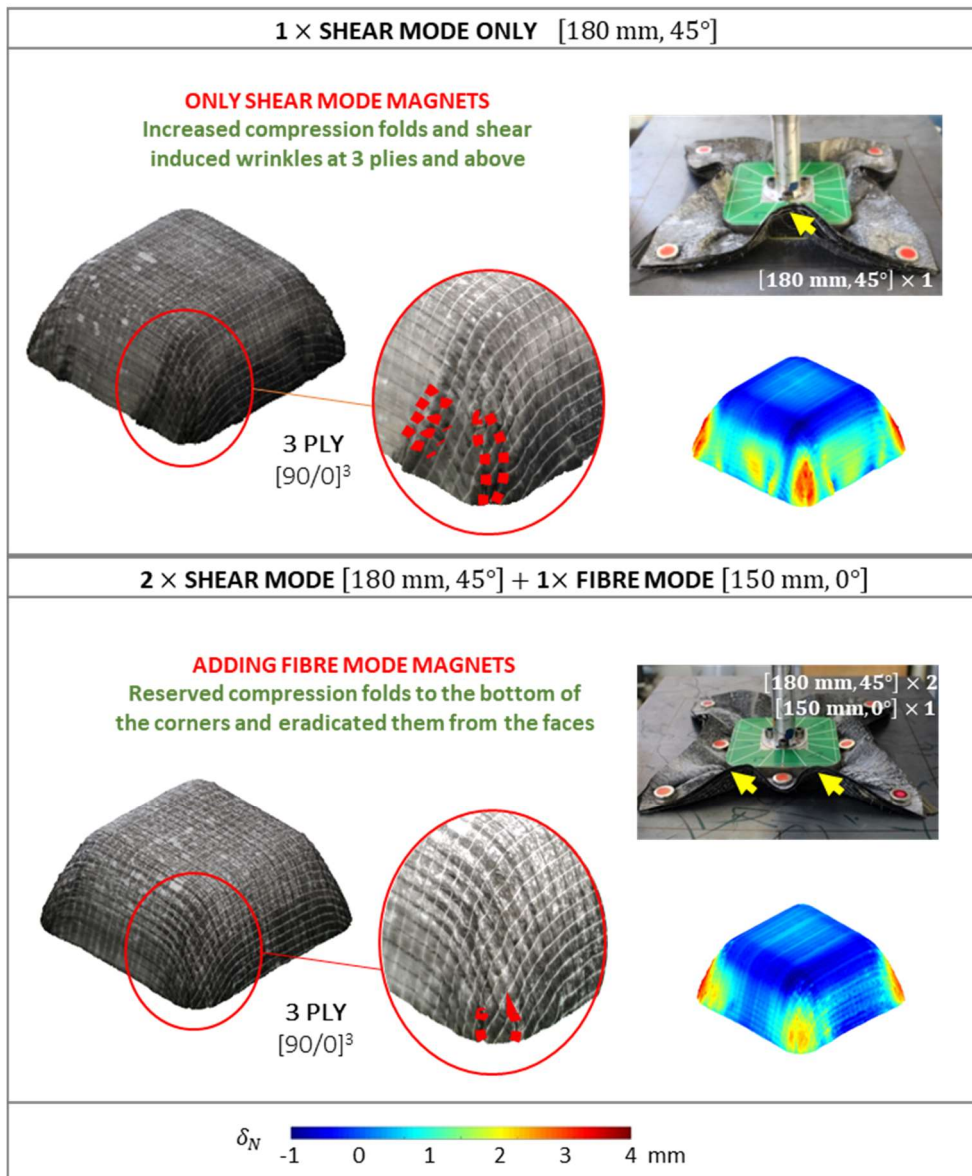 1 × SHEAR MODE ONLY [180 mm, 45°]
ONLY SHEAR MODE MAGNETS
Increased compression folds and shear
induced wrinkles at 3 plies and above
[180 mm, 45°] × 1
3 PLY
[90/0]³
2 × SHEAR MODE [180 mm, 45°] + 1× FIBRE MODE [150 mm, 0°]
ADDING FIBRE MODE MAGNETS
Reserved compression folds to the bottom of
the corners and eradicated them from the faces
[180 mm, 45°] × 2
[150 mm, 0°] × 1
3 PLY
[90/0]³
δN -1 0 1 2 3 4 mm